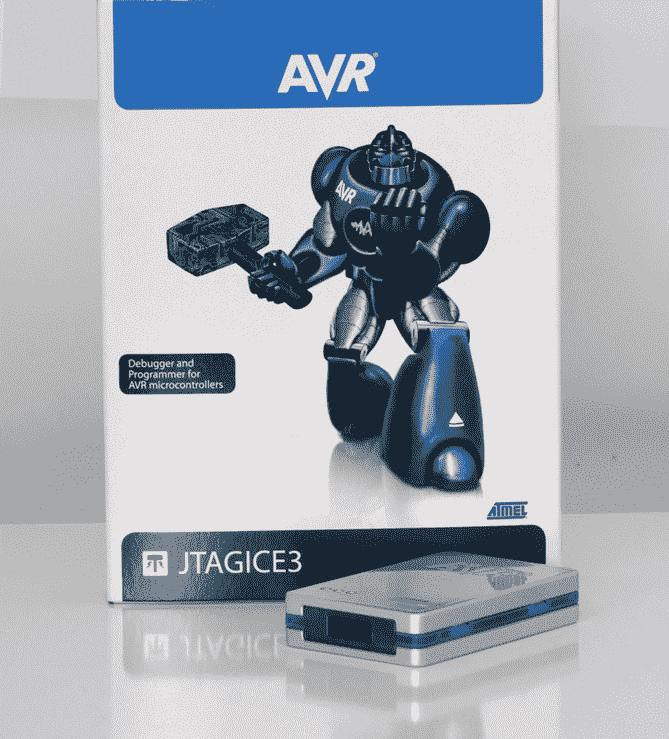 AVR®
AVR
Debugger and
Programmer for
AVR microcontrollers
ATMEL
JTAGICE3